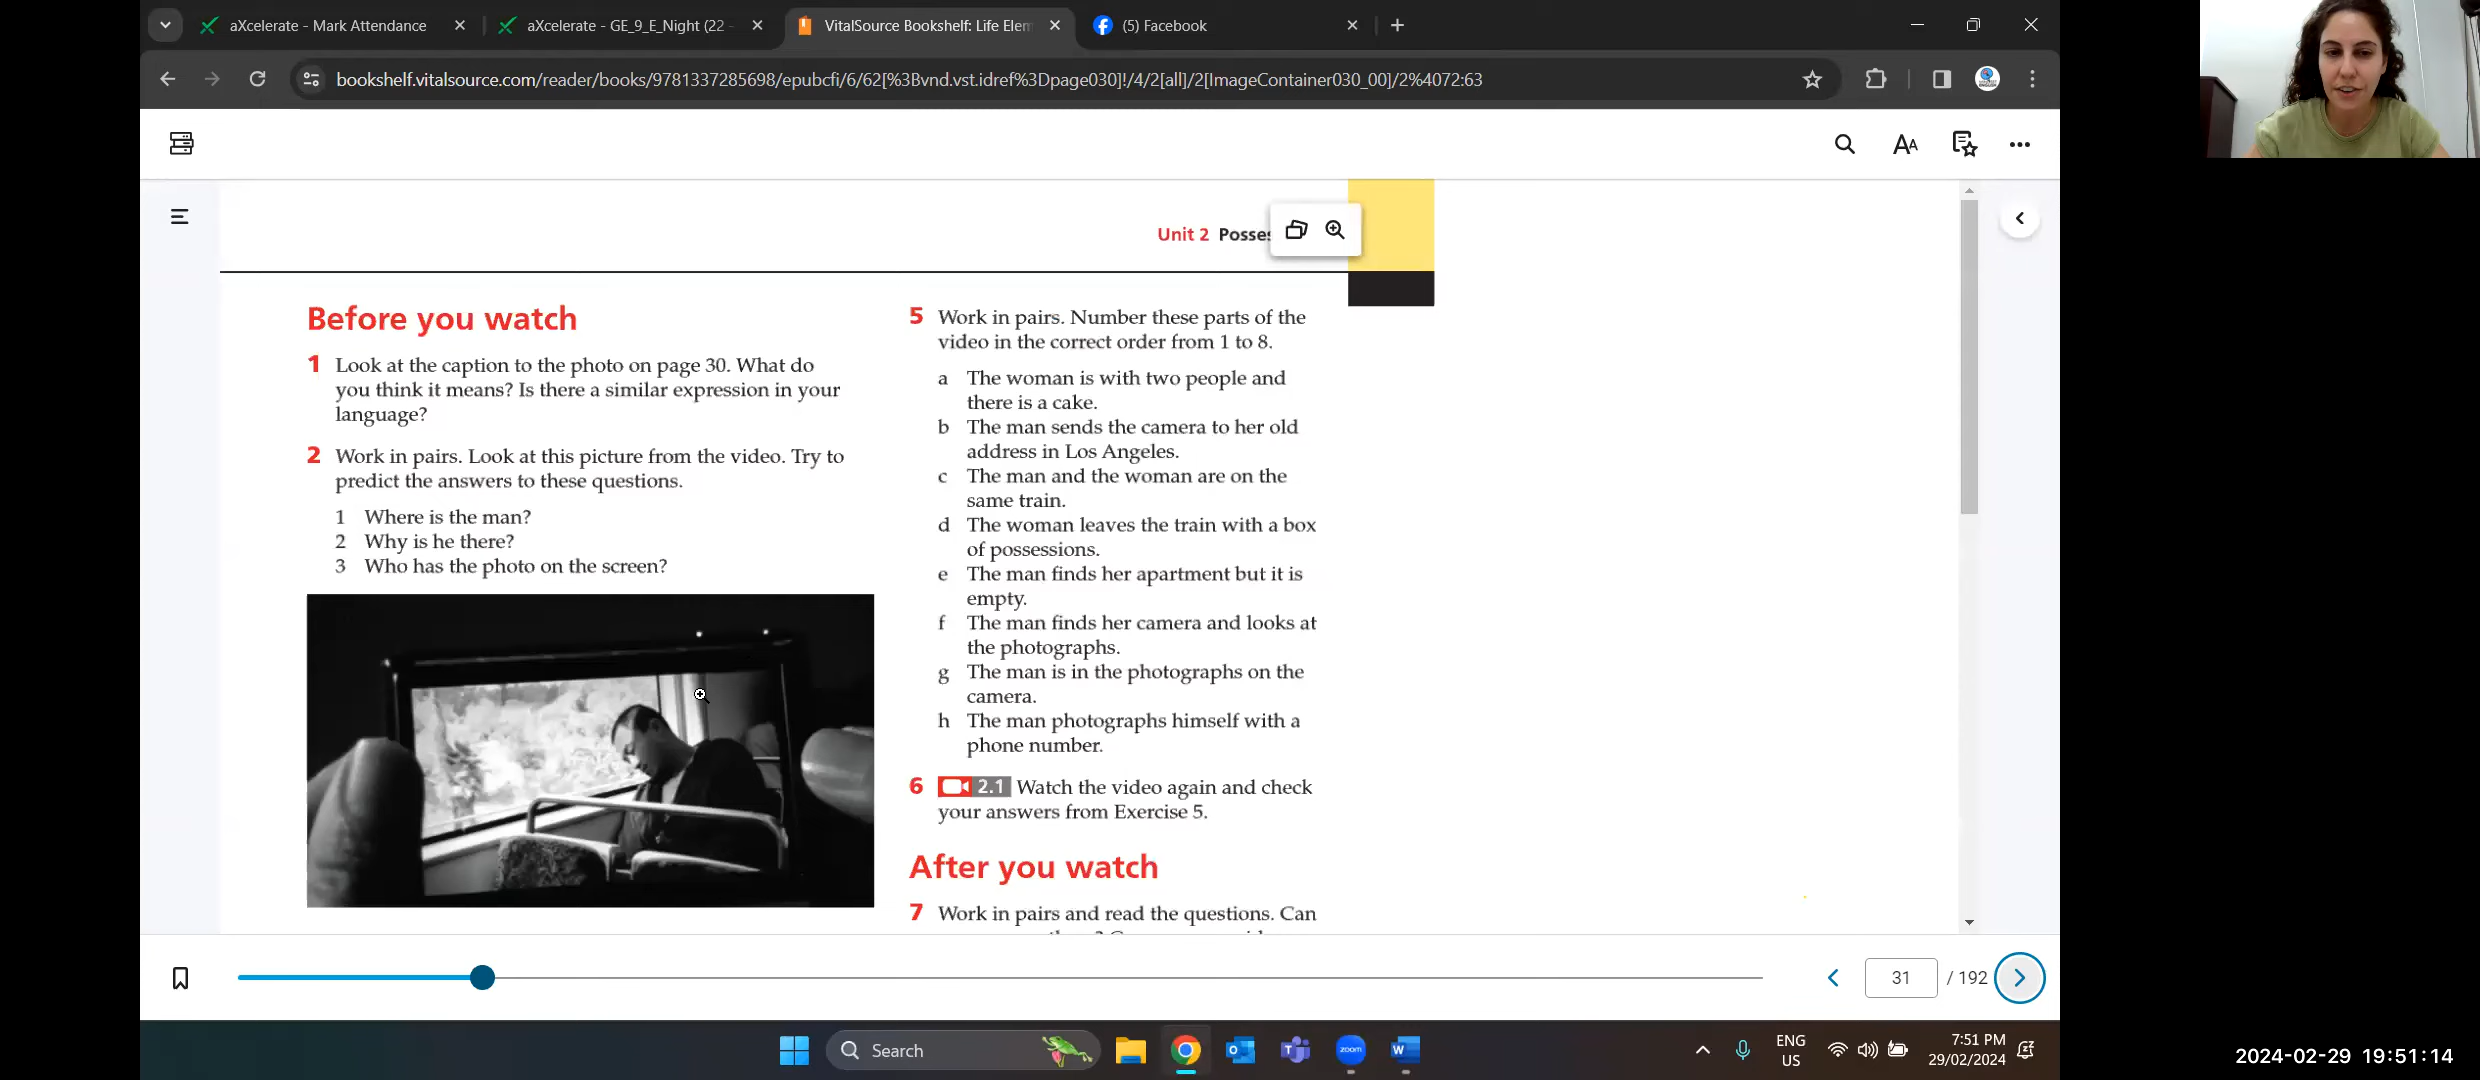 aXcelerate - Mark Attendance
aXcelerate - GE_9_E_Night (22 -
VitalSource Bookshelf: Life Elem
(5) Facebook
bookshelf.vitalsource.com/reader/books/9781337285698/epubcfi/6/62[%3Bvnd.vst.idref%3Dpage030]!/4/2[all]/2[ImageContainer030_00]/2%4072:63
Unit 2 Posses
Before you watch
1 Look at the caption to the photo on page 30. What do
you think it means? Is there a similar expression in your
language?
2 Work in pairs. Look at this picture from the video. Try to
predict the answers to these questions.
1 Where is the man?
2 Why is he there?
3 Who has the photo on the screen?
5 Work in pairs. Number these parts of the
video in the correct order from 1 to 8.
a The woman is with two people and
there is a cake.
b The man sends the camera to her old
address in Los Angeles.
c The man and the woman are on the
same train.
d The woman leaves the train with a box
of possessions.
e The man finds her apartment but it is
empty.
f The man finds her camera and looks at
the photographs.
g The man is in the photographs on the
camera.
h The man photographs himself with a
phone number.
6 2.1 Watch the video again and check
your answers from Exercise 5.
After you watch
7 Work in pairs and read the questions. Can
31 / 192
Search
zoom
ENG
US
7:51 PM
29/02/2024
2024-02-29 19:51:14